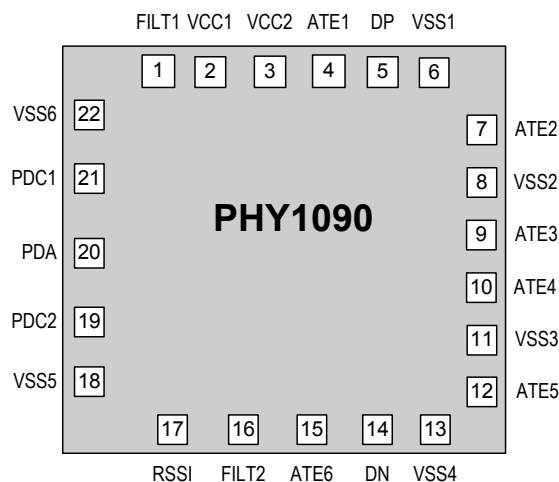 FILT1 VCC1 VCC2 ATE1 DP VSS1
1 2 3 4 5 6
VSS6 22
7 ATE2
PDC1 21
8 VSS2
PHY1090
9 ATE3
PDA 20
10 ATE4
PDC2 19
11 VSS3
VSS5 18
12 ATE5
17 16 15 14 13
RSSI FILT2 ATE6 DN VSS4